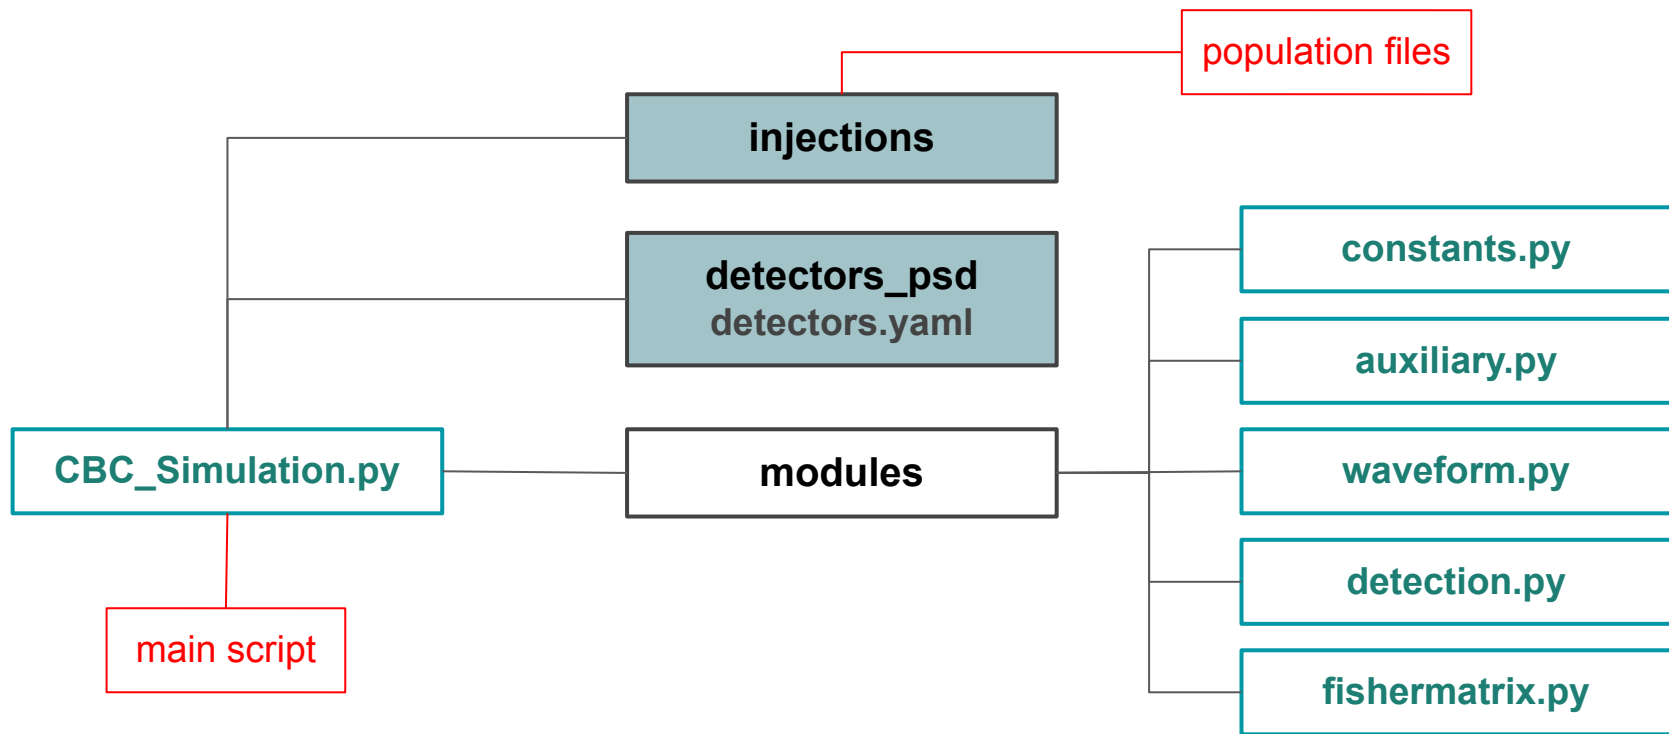 population files
injections
detectors_psd
detectors.yaml
CBC_Simulation.py
modules
main script
constants.py
auxiliary.py
waveform.py
detection.py
fishermatrix.py